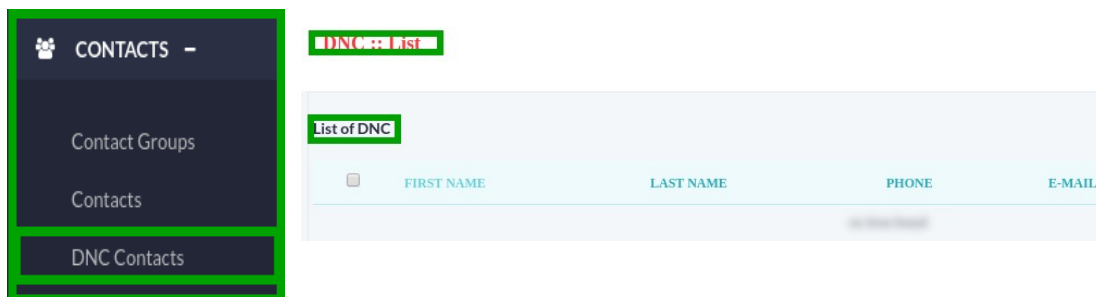 CONTACTS –
Contact Groups
Contacts
DNC Contacts
DNC :: List
List of DNC
FIRST NAME LAST NAME PHONE E-MAIL